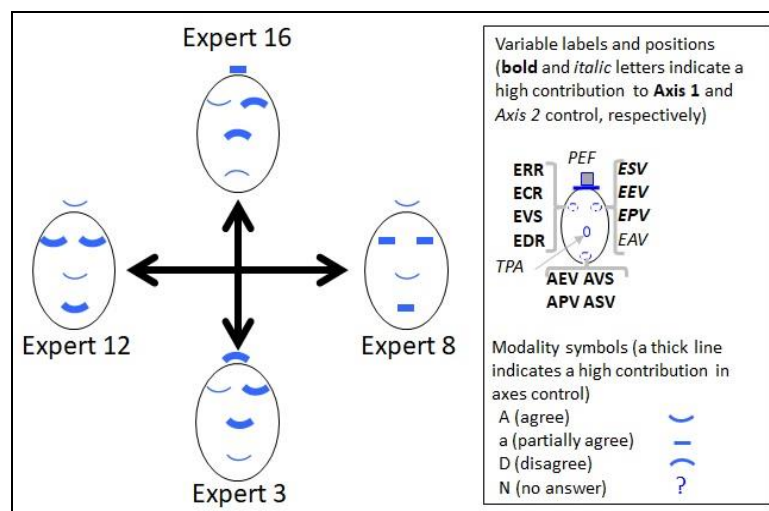 Expert 16
Expert 12
Expert 8
Expert 3
Variable labels and positions
(bold and italic letters indicate a
high contribution to Axis 1 and
Axis 2 control, respectively)
PEF
ERR
ECR
EVS
EDR
ESV
EEV
EPV
EAV
TPA
AEV AVS
APV ASV
Modality symbols (a thick line
indicates a high contribution in
axes control)
A (agree)
a (partially agree)
D (disagree)
N (no answer) ?